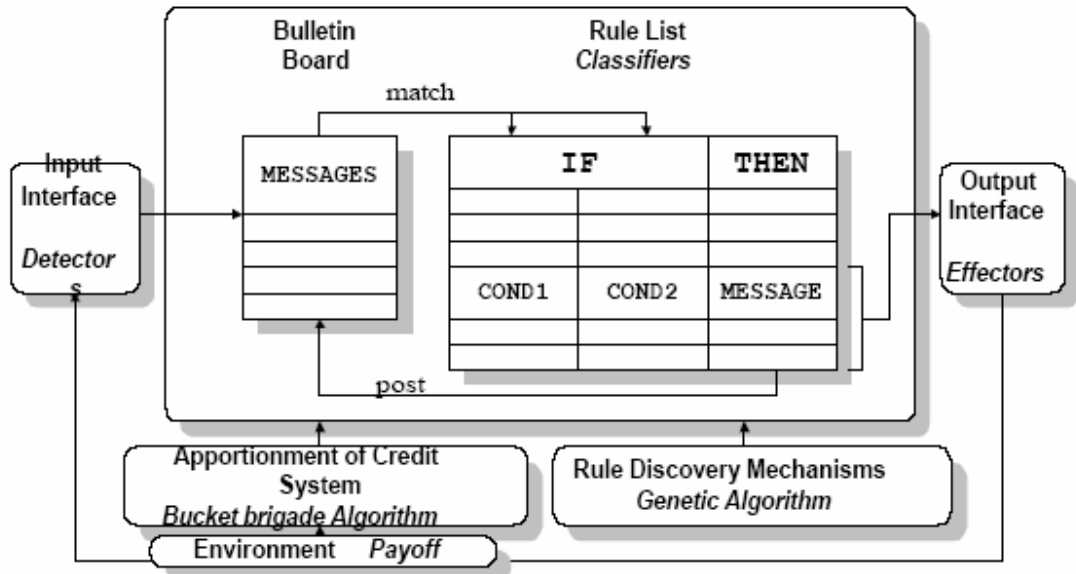 Bulletin
Board
Rule List
Classifiers
match
Input
Interface
Detector
s
MESSAGES
IF
THEN
COND1
COND2
MESSAGE
Output
Interface
Effectors
post
Apportionment of Credit
System
Bucket brigade Algorithm
Rule Discovery Mechanisms
Genetic Algorithm
Environment Payoff